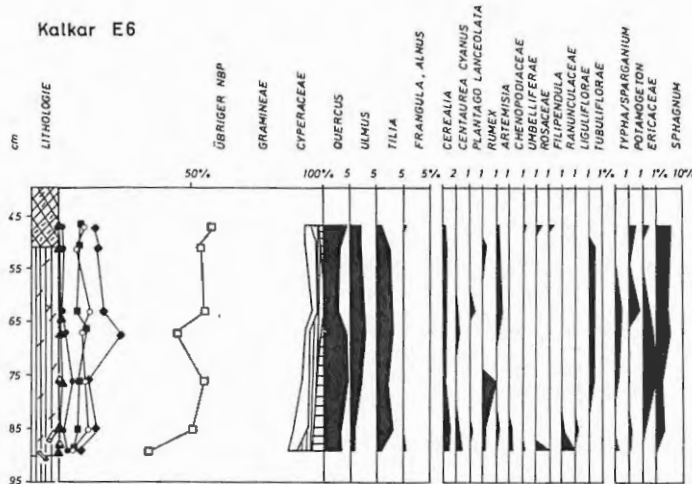 Kalkar E6
cm
LITHOLOGIE
ÜBRIGER NBP
GRAMINEAE
CYPERACEAE
QUERCUS
ULMUS
TILIA
FRANGULA, ALNUS
CEREALIA
CENTAUREA CYANUS
PLANTAGO LANCEOLATA
RUMEX
ARTEMISIA
CHENOPODIACEAE
UMBELLIFERAE
ROSACEAE
FILIPENDULA
RANUNCULACEAE
LIGULIFLORAE
TUBULIFLORAE
TYPHA/SPARGANIUM
POTAMOGETON
ERICACEAE
SPHAGNUM
50% 100% 5 5 5 5% 2 1 1 1 1 1 1 1 1 1 1 1% 1 1 1% 10%
45
55
65
75
85
95